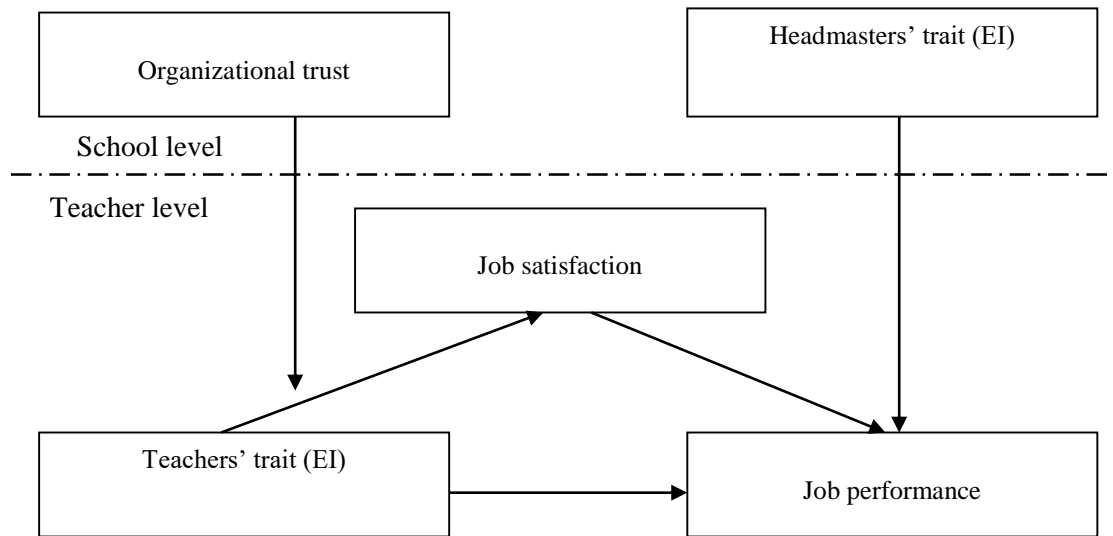 Organizational trust
Headmasters’ trait (EI)
School level
Teacher level
Job satisfaction
Teachers’ trait (EI)
Job performance